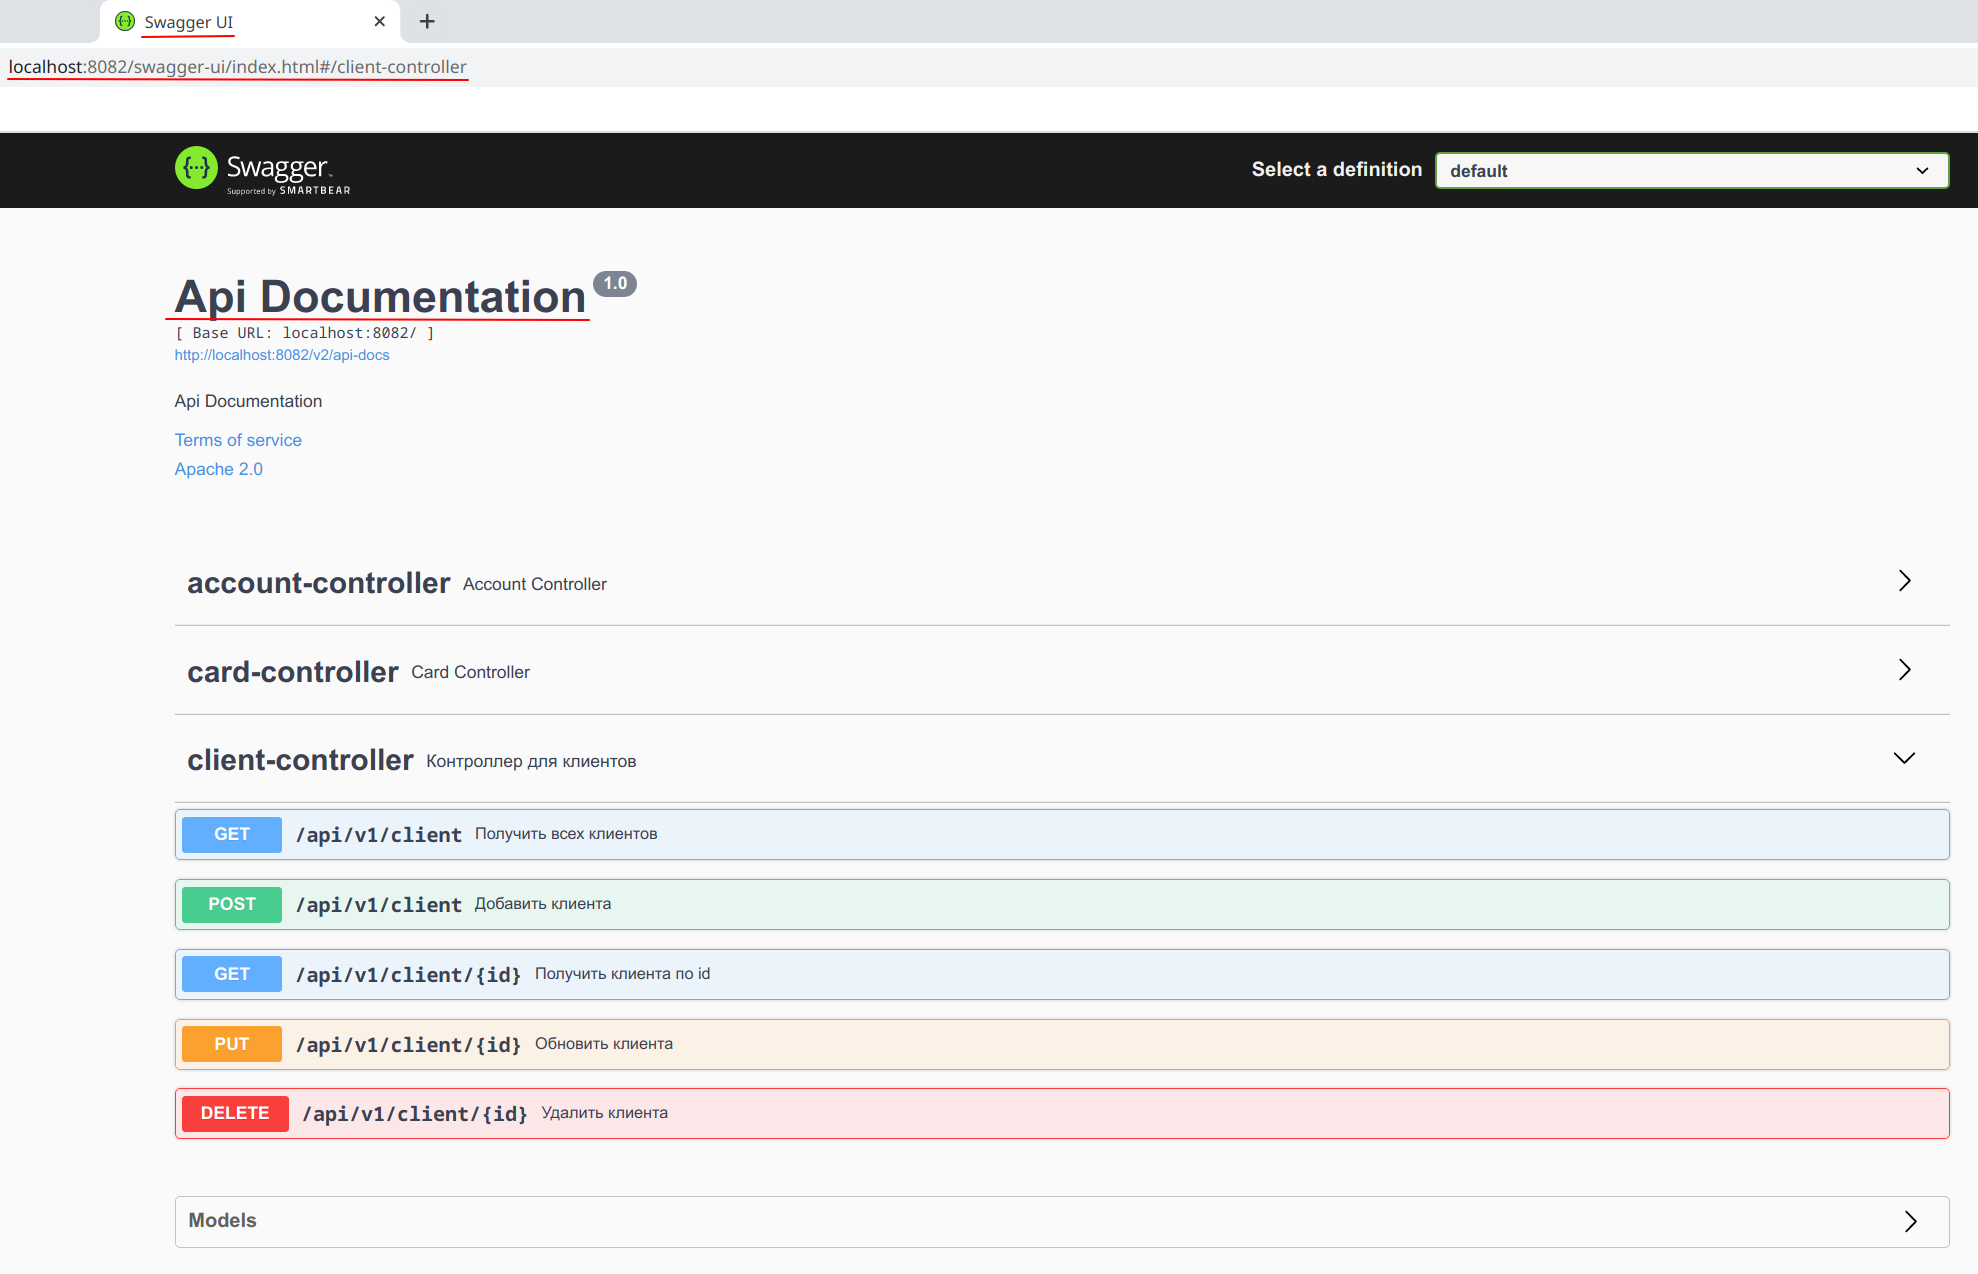 Swagger UI
localhost:8082/swagger-ui/index.html#/client-controller
Swagger
Supported by SMARTBEAR
Select a definition default
Api Documentation 1.0
[ Base URL: localhost:8082/ ]
http://localhost:8082/v2/api-docs
Api Documentation
Terms of service
Apache 2.0
account-controller Account Controller
card-controller Card Controller
client-controller Контроллер для клиентов
GET /api/v1/client Получить всех клиентов
POST /api/v1/client Добавить клиента
GET /api/v1/client/{id} Получить клиента по id
PUT /api/v1/client/{id} Обновить клиента
DELETE /api/v1/client/{id} Удалить клиента
Models